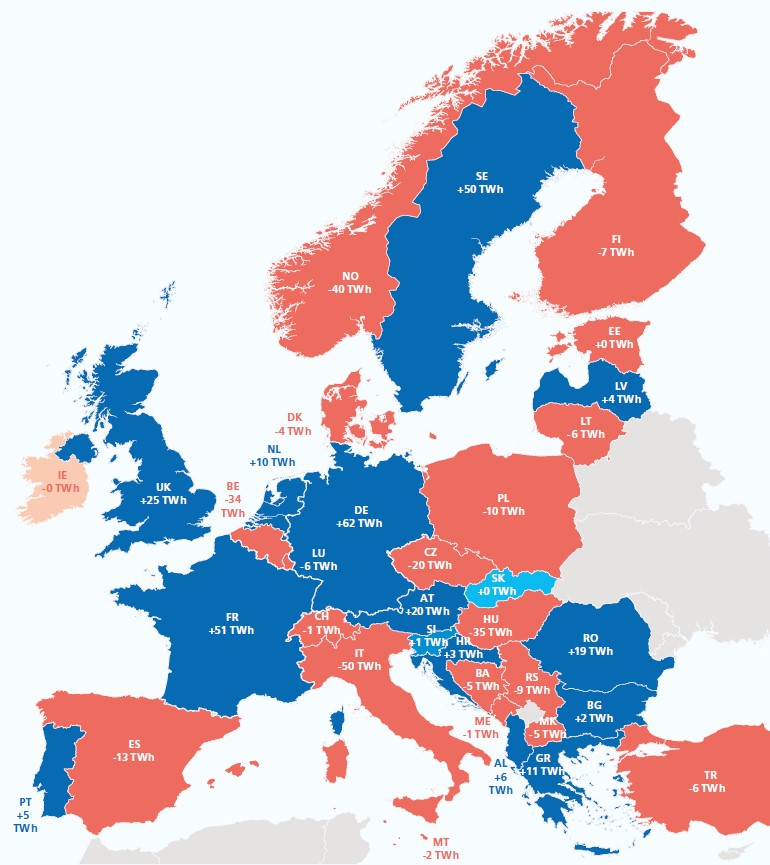 SE
+50 TWh
FI
-7 TWh
NO
-40 TWh
EE
+0 TWh
LV
+4 TWh
DK
-4 TWh
LT
-6 TWh
NL
+10 TWh
IE
-0 TWh
UK
+25 TWh
BE
-34
TWh
DE
+62 TWh
PL
-10 TWh
LU
-6 TWh
CZ
-20 TWh
SK
+0 TWh
AT
+20 TWh
FR
+51 TWh
CH
-1 TWh
HU
-35 TWh
SI
+1 TWh
HR
+3 TWh
RO
+19 TWh
IT
-50 TWh
BA
-5 TWh
RS
-9 TWh
BG
+2 TWh
ME
-1 TWh
MK
-5 TWh
ES
-13 TWh
AL
+6
TWh
GR
+11 TWh
TR
-6 TWh
PT
+5
TWh
MT
-2 TWh